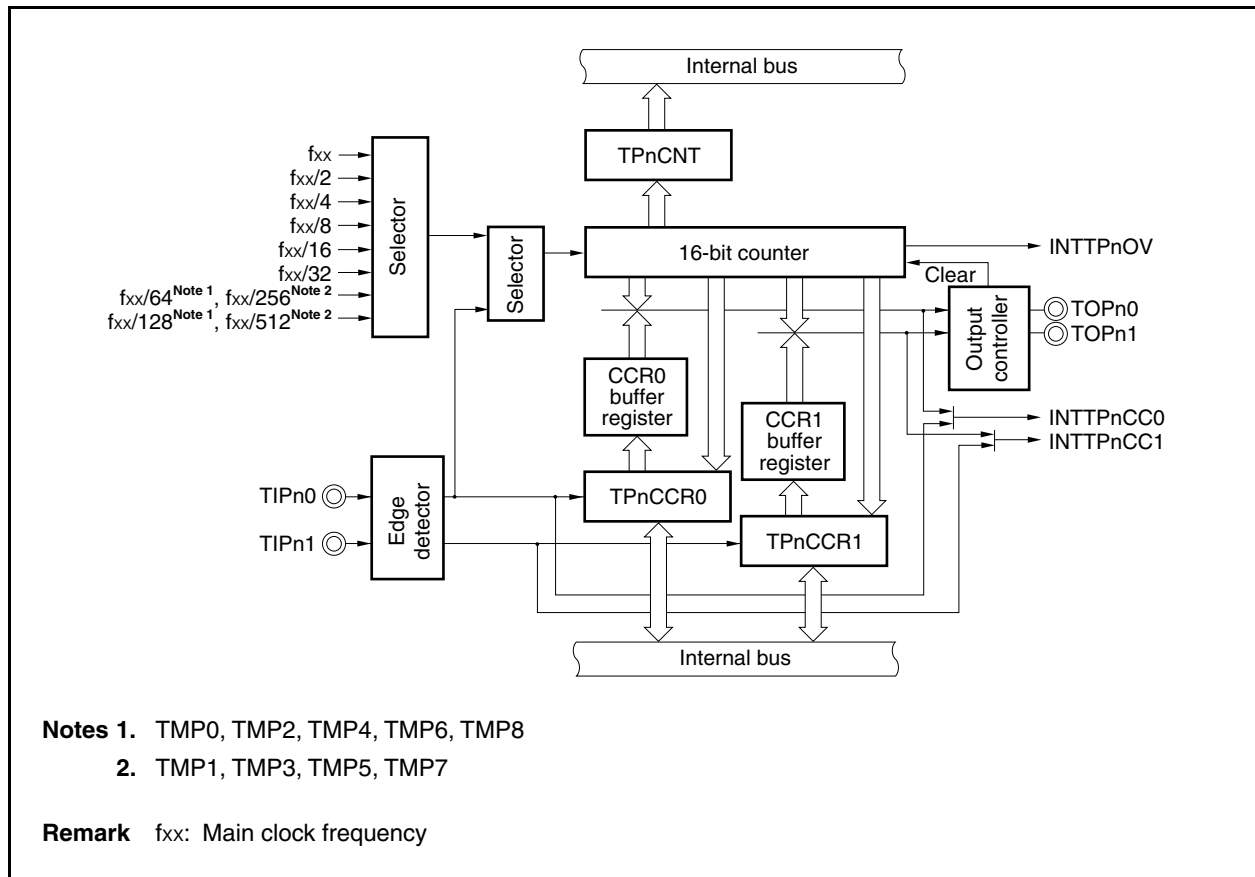 Internal bus
TPnCNT
fxx
fxx/2
fxx/4
fxx/8
fxx/16
fxx/32
fxx/64Note 1, fxx/256Note 2
fxx/128Note 1, fxx/512Note 2
Selector
Selector
16-bit counter
INTTPnOV
Clear
Output
controller
TOPn0
TOPn1
CCR0
buffer
register
CCR1
buffer
register
INTTPnCC0
INTTPnCC1
TIPn0
TIPn1
Edge
detector
TPnCCR0
TPnCCR1
Internal bus
Notes 1. TMP0, TMP2, TMP4, TMP6, TMP8
2. TMP1, TMP3, TMP5, TMP7
Remark fxx: Main clock frequency